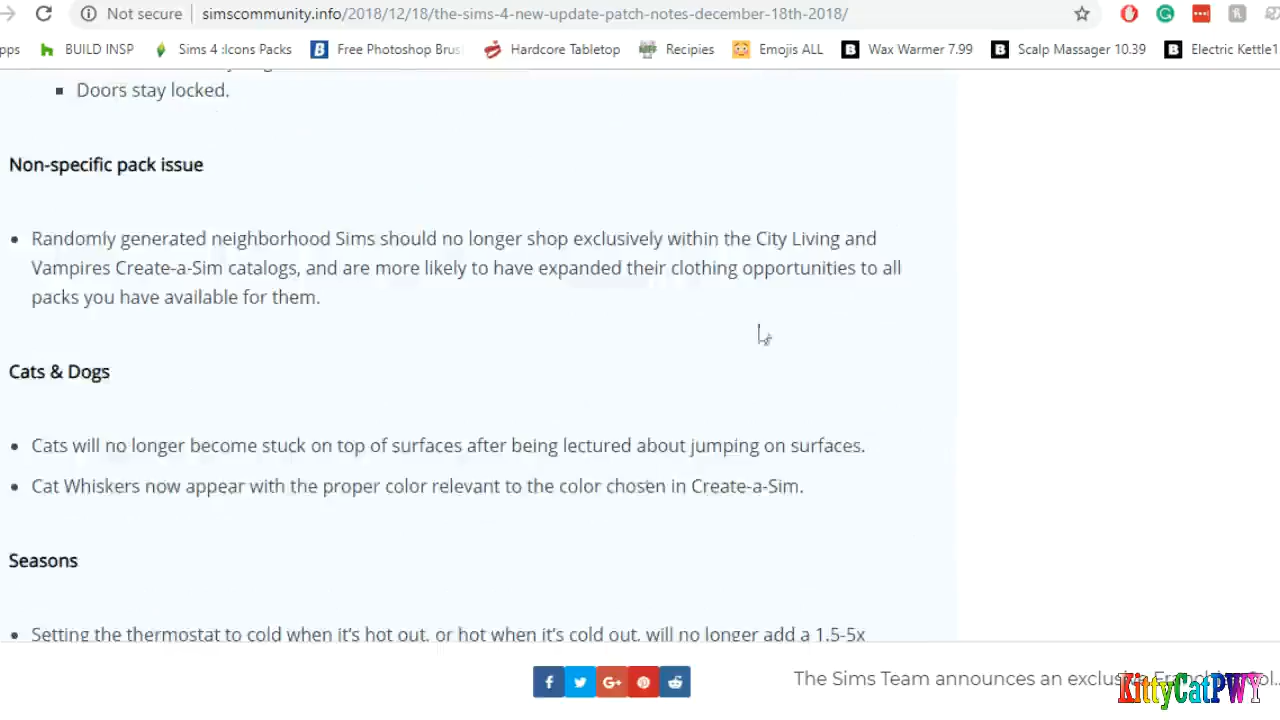 Not secure simscommunity.info/2018/12/18/the-sims-4-new-update-patch-notes-december-18th-2018/
pps BUILD INSP Sims 4 :Icons Packs Free Photoshop Brus Hardcore Tabletop Recipies Emojis ALL Wax Warmer 7.99 Scalp Massager 10.39 Electric Kettle1
Doors stay locked.
Non-specific pack issue
Randomly generated neighborhood Sims should no longer shop exclusively within the City Living and
Vampires Create-a-Sim catalogs, and are more likely to have expanded their clothing opportunities to all
packs you have available for them.
Cats & Dogs
Cats will no longer become stuck on top of surfaces after being lectured about jumping on surfaces.
Cat Whiskers now appear with the proper color relevant to the color chosen in Create-a-Sim.
Seasons
Setting the thermostat to cold when it's hot out, or hot when it's cold out, will no longer add a 1.5-5x
The Sims Team announces an
KittyCatPWY